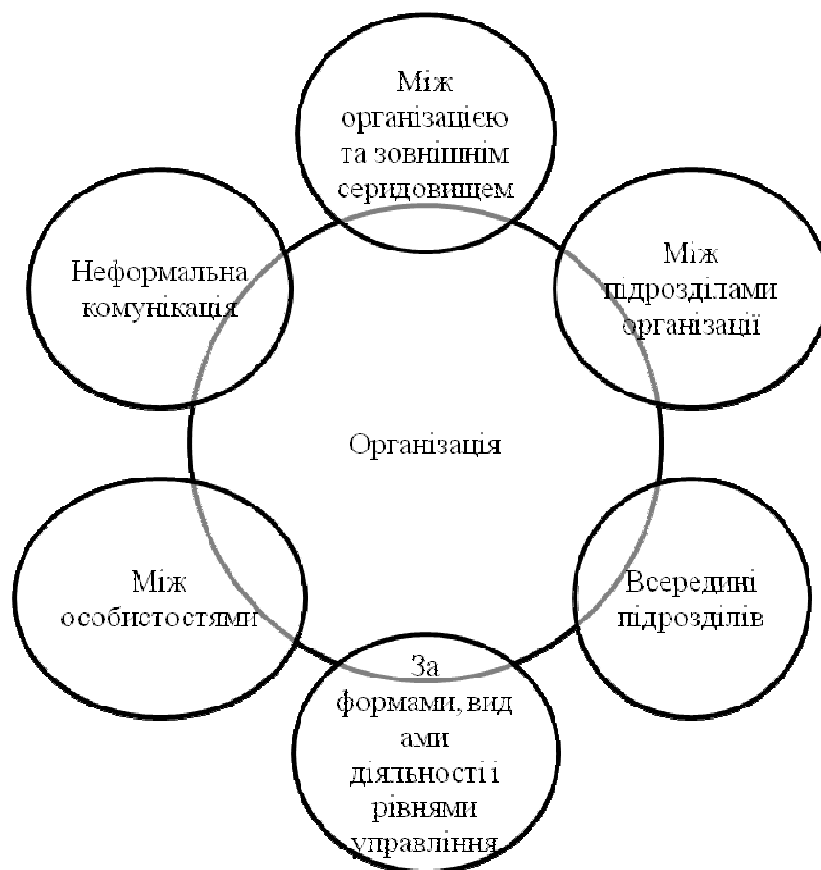 Між
організацією
та зовнішнім
серидовищем
Неформальна
комунікація
Між
підрозділами
організації
Організація
Між
особистостями
Всередині
підрозділів
За
формами, вид
ами
діяльності і
рівнями
управління